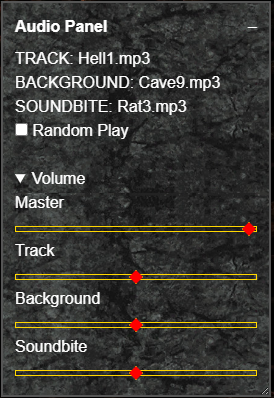 Audio Panel
TRACK: Hell1.mp3
BACKGROUND: Cave9.mp3
SOUNDBITE: Rat3.mp3
Random Play
Volume
Master
Track
Background
Soundbite